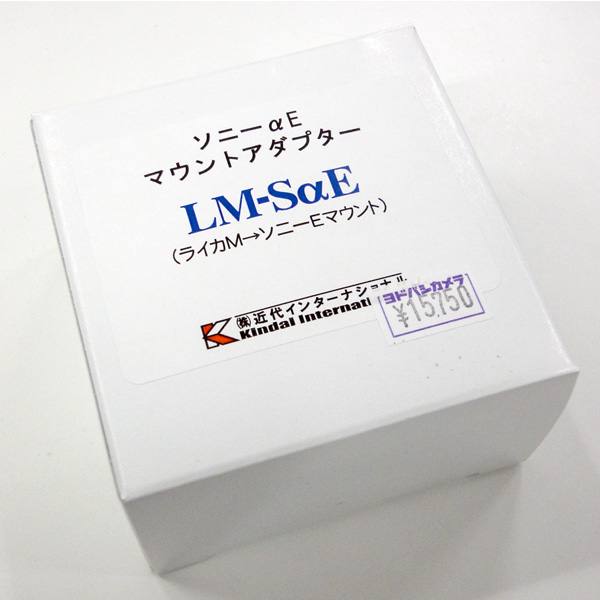 ソニーαE
マウントアダプター
LM-SαE
(ライカM→ソニーEマウント)
㈱近代インターナショナル
Kindai Internati
ヨドバシカメラ
¥15,750